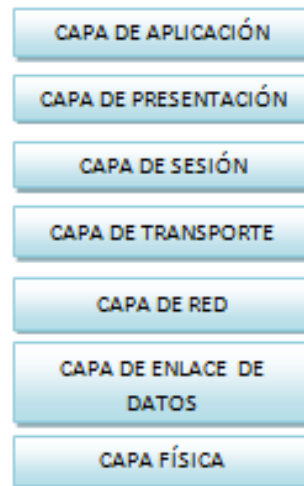 CAPA DE APLICACIÓN
CAPA DE PRESENTACIÓN
CAPA DE SESIÓN
CAPA DE TRANSPORTE
CAPA DE RED
CAPA DE ENLACE DE
DATOS
CAPA FÍSICA